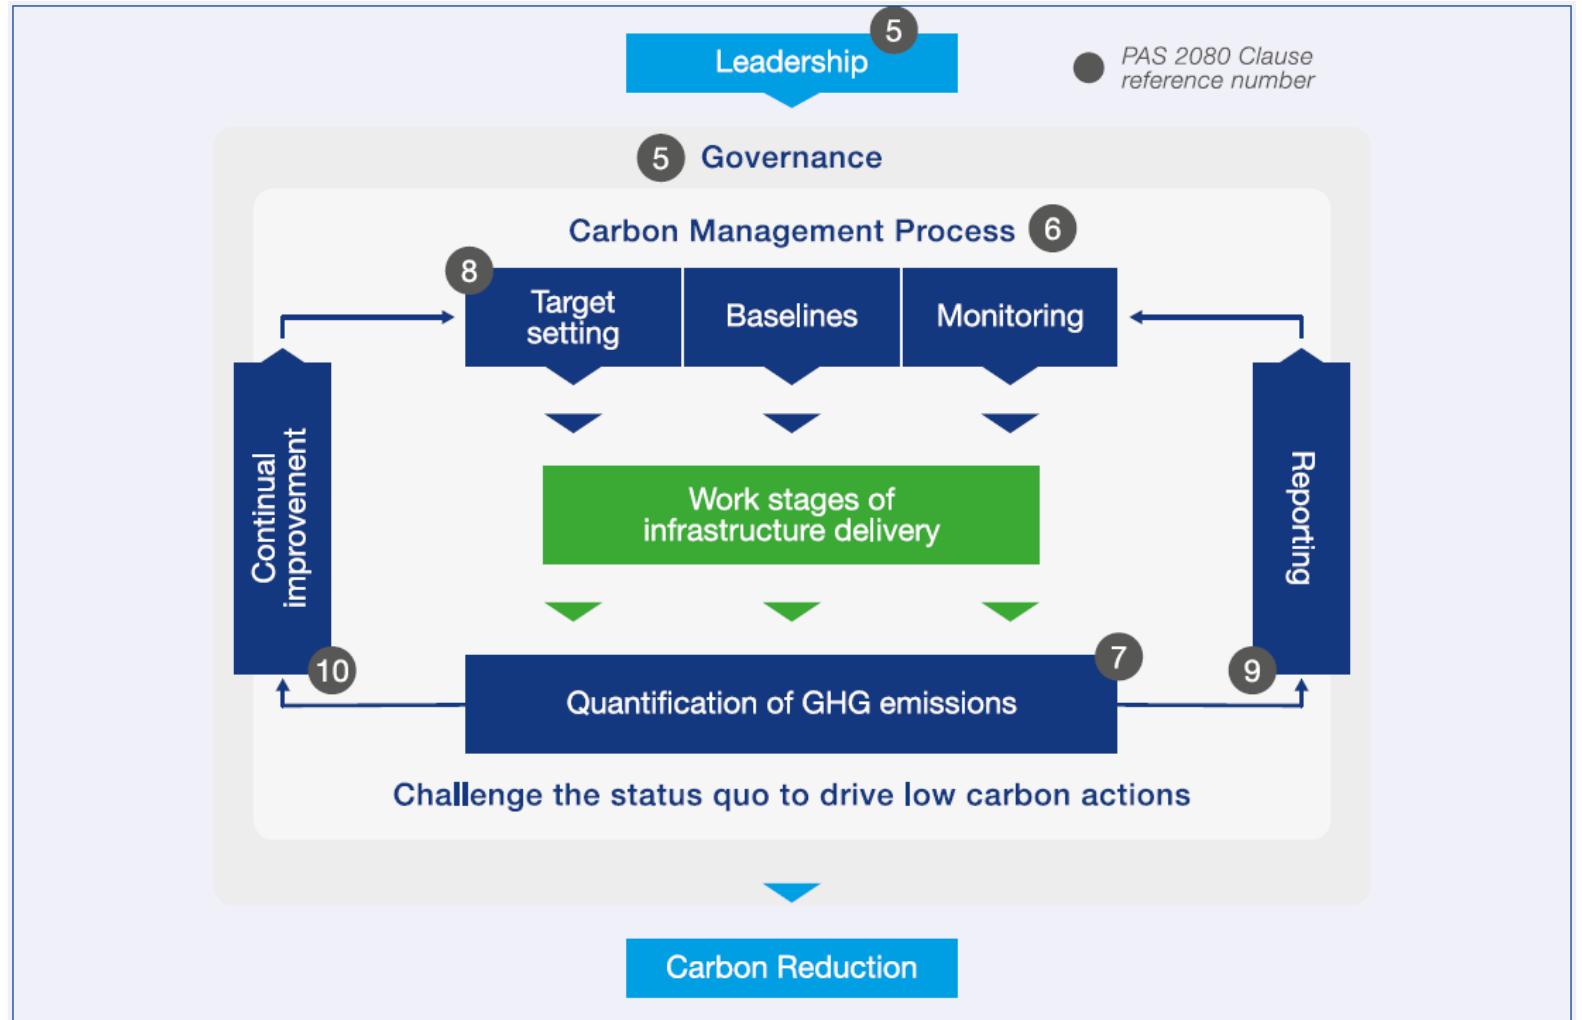 5
Leadership
PAS 2080 Clause
reference number
5 Governance
Carbon Management Process 6
8
Target
setting
Baselines
Monitoring
Continual
improvement
10
Work stages of
infrastructure delivery
Reporting
9
7
Quantification of GHG emissions
Challenge the status quo to drive low carbon actions
Carbon Reduction